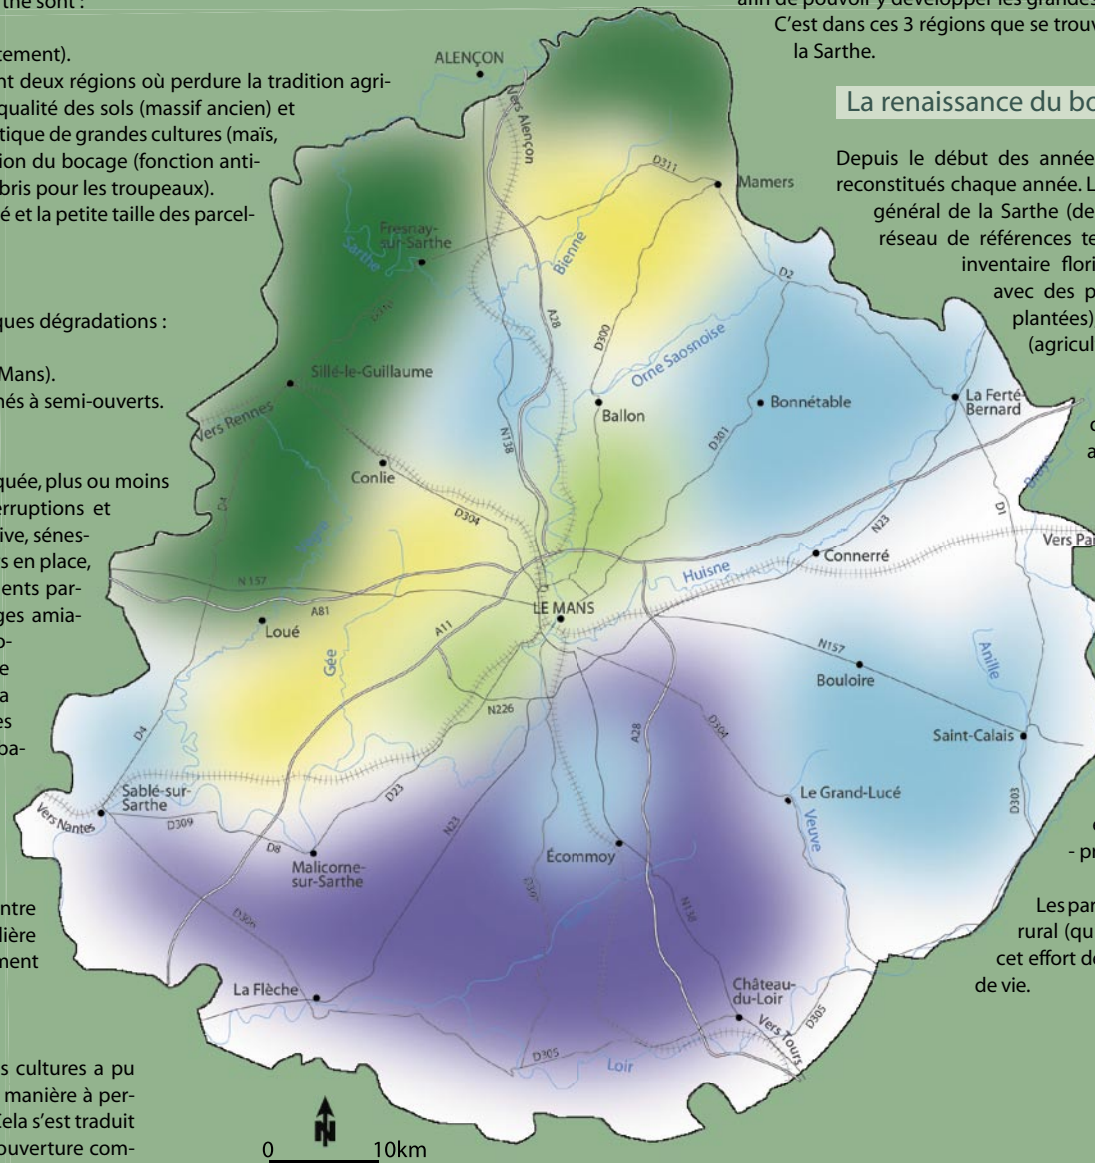 rthe sont :
tement).
nt deux régions où perdure la tradition agri-
qualité des sols (massif ancien) et
tique de grandes cultures (maïs,
ion du bocage (fonction anti-
bris pour les troupeaux).
é et la petite taille des parcel-
ques dégradations :
Mans).
nés à semi-ouverts.
quée, plus ou moins
erruptions et
ive, sénes-
s en place,
ents par-
ges amia-
o-
e
a
es
ba-
ntre
lière
ment
s cultures a pu
manière à per-
Cela s'est traduit
ouverture com-
afin de pouvoir y développer les grandes
C'est dans ces 3 régions que se trouv
la Sarthe.
La renaissance du bo
Depuis le début des année
reconstitués chaque année. L
général de la Sarthe (de
réseau de références te
inventaire flori
avec des p
plantées)
(agricul
c
a
- pr
Les par
rural (qu
cet effort de
de vie.
ALENÇON
Vers Alençon
D311
Mamers
Fresnay-
sur-Sarthe
Sarthe
Bienne
D2
A28
D300
Orne Saosnoise
Sillé-le-Guillaume
Vers Rennes
Ballon
Bonnétable
La Ferté-
Bernard
N138
D301
Conlie
D4
D304
Vègre
D1
N23
Vers Pa
Connerré
Huisne
N 157
A81
LE MANS
Loué
A11
Gée
N157
Bouloire
Anille
N226
A28
D304
Saint-Calais
D4
Sablé-sur-
Sarthe
Vers Nantes
D309
D23
N23
Le Grand-Lucé
D303
Veuve
D8
Malicorne-
sur-Sarthe
Écommoy
D306
N138
La Flèche
Château-
du-Loir
Vers Tours
D305
D305
Loir
N
0 10km